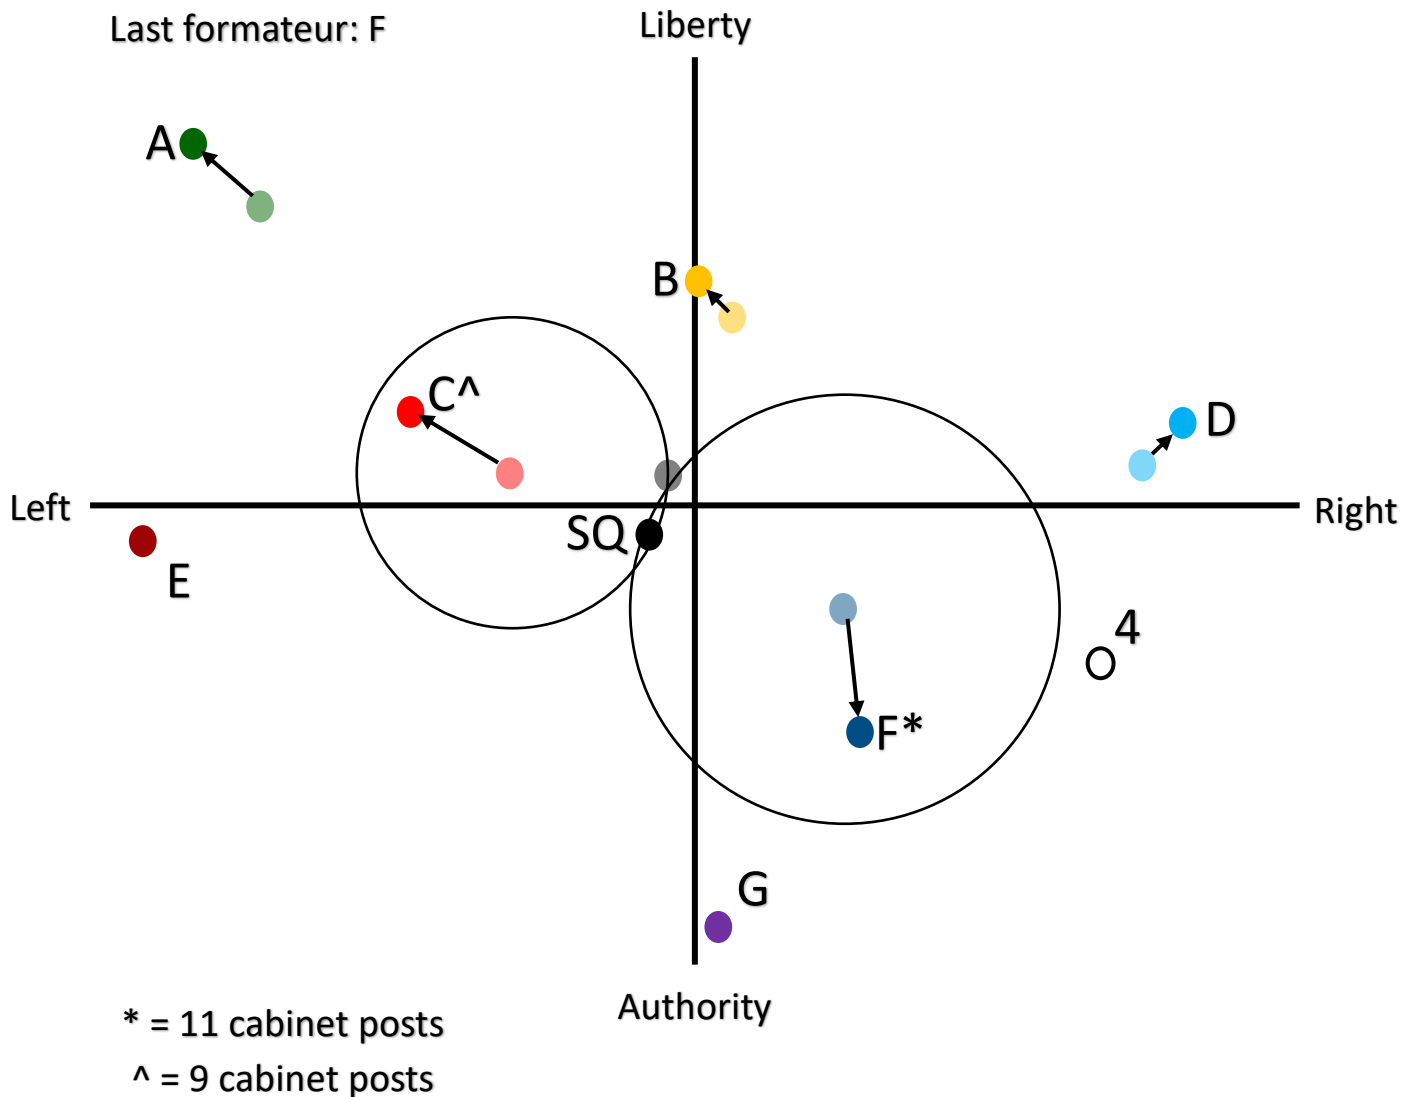 Last formateur: F
Liberty
A
B
C^
D
Left
Right
SQ
E
4
F*
G
Authority
* = 11 cabinet posts
^ = 9 cabinet posts